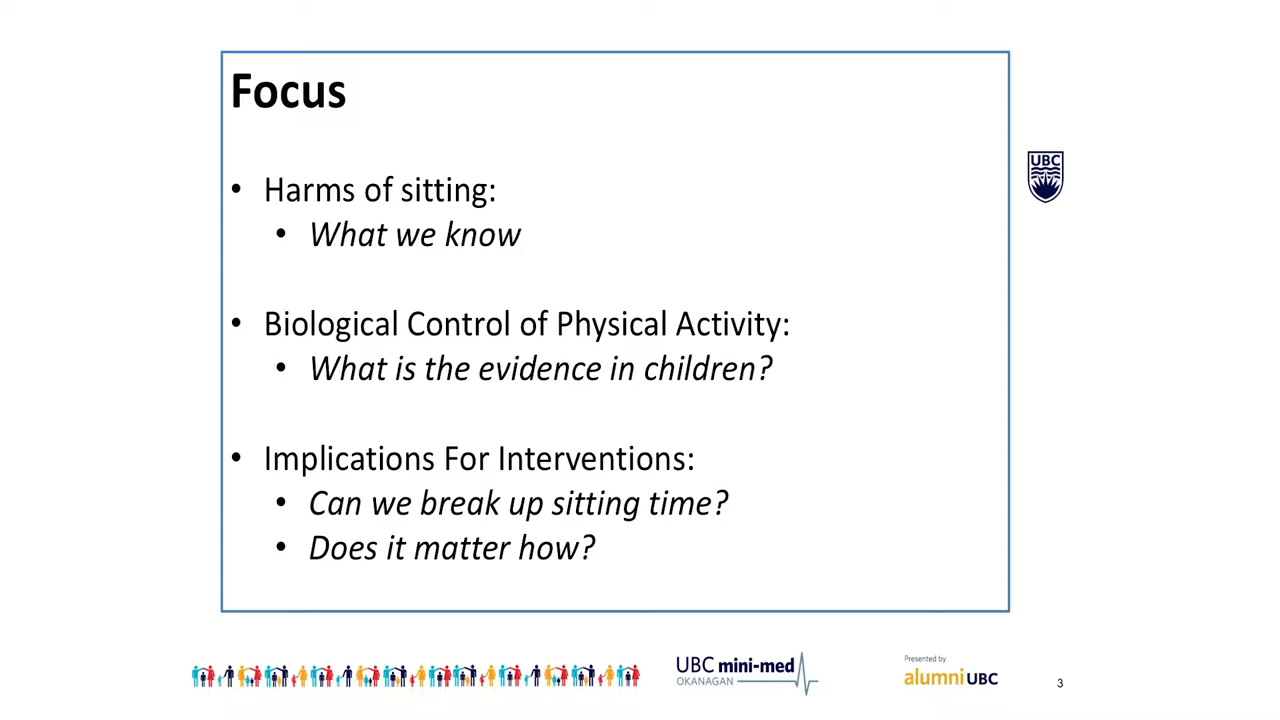 Focus
• Harms of sitting:
• What we know
• Biological Control of Physical Activity:
• What is the evidence in children?
• Implications For Interventions:
• Can we break up sitting time?
• Does it matter how?
UBC
UBC mini-med
OKANAGAN
Presented by
alumni UBC
3